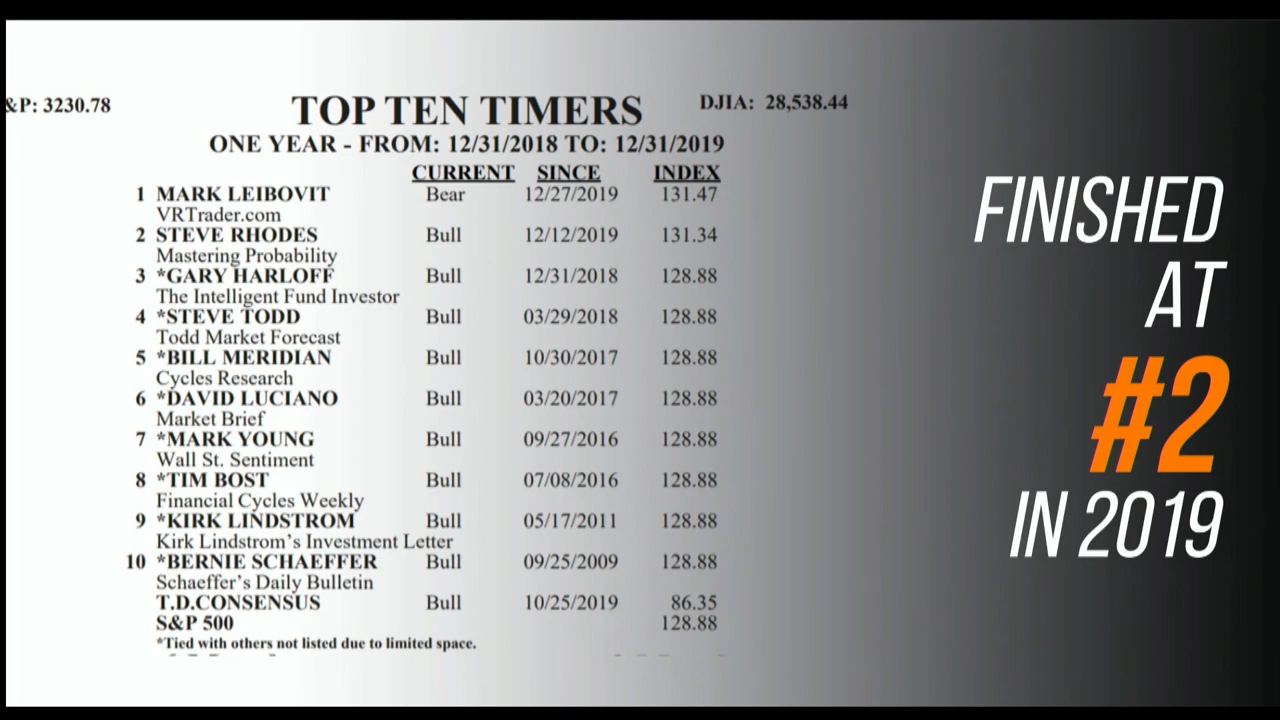 &P: 3230.78
TOP TEN TIMERS
DJIA: 28,538.44
ONE YEAR - FROM: 12/31/2018 TO: 12/31/2019
CURRENT SINCE INDEX
1 MARK LEIBOVIT Bear 12/27/2019 131.47
VRTrader.com
2 STEVE RHODES Bull 12/12/2019 131.34
Mastering Probability
3 *GARY HARLOFF Bull 12/31/2018 128.88
The Intelligent Fund Investor
4 *STEVE TODD Bull 03/29/2018 128.88
Todd Market Forecast
5 *BILL MERIDIAN Bull 10/30/2017 128.88
Cycles Research
6 *DAVID LUCIANO Bull 03/20/2017 128.88
Market Brief
7 *MARK YOUNG Bull 09/27/2016 128.88
Wall St. Sentiment
8 *TIM BOST Bull 07/08/2016 128.88
Financial Cycles Weekly
9 *KIRK LINDSTROM Bull 05/17/2011 128.88
Kirk Lindstrom's Investment Letter
10 *BERNIE SCHAEFFER Bull 09/25/2009 128.88
Schaeffer's Daily Bulletin
T.D.CONSENSUS Bull 10/25/2019 86.35
S&P 500 128.88
*Tied with others not listed due to limited space.
FINISHED
AT
#2
IN 2019